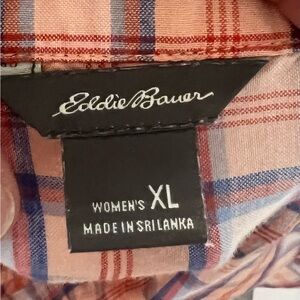 Eddie Bauer
WOMEN'S XL
MADE IN SRI LANKA